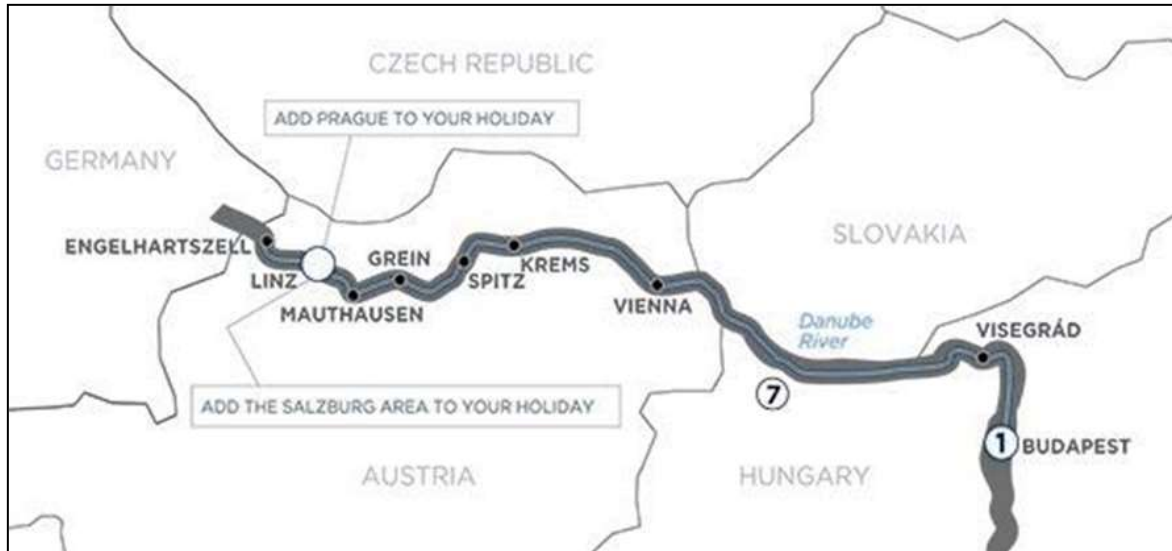 CZECH REPUBLIC
ADD PRAGUE TO YOUR HOLIDAY
GERMANY
ENGELHARTSZELL
LINZ
GREIN
MAUTHAUSEN
SPITZ
KREMS
VIENNA
SLOVAKIA
Danube
River
VISEGRÁD
7
ADD THE SALZBURG AREA TO YOUR HOLIDAY
1
BUDAPEST
AUSTRIA
HUNGARY